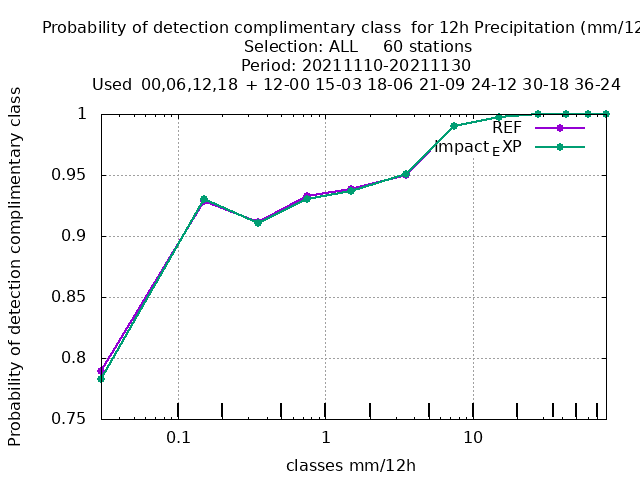 Probability of detection complimentary class  for 12h Precipitation (mm/12
Selection: ALL     60 stations
Period: 20211110-20211130
Used  00,06,12,18  + 12-00 15-03 18-06 21-09 24-12 30-18 36-24
Probability of detection complimentary class
1
0.95
0.9
0.85
0.8
0.75
REF
Impact_EXP
0.1
1
10
classes mm/12h